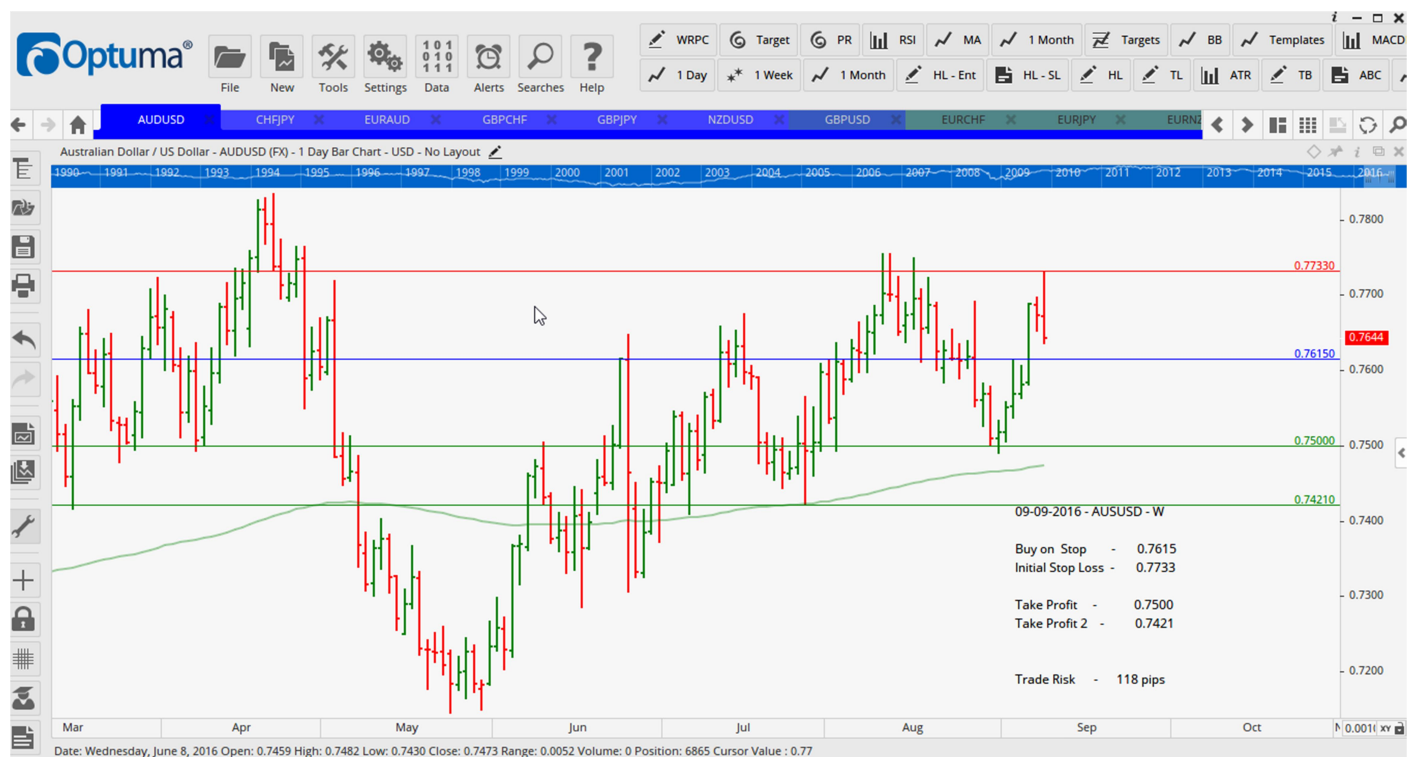 i
Optuma®
File New Tools Settings Data Alerts Searches Help
101
010
111
WRPC Target PR RSI MA 1 Month Targets BB Templates MACD
1 Day 1 Week 1 Month HL - Ent HL - SL HL TL ATR TB ABC
AUDUSD CHFJPY EURAUD GBPCHF GBPJPY NZDUSD GBPUSD EURCHF EURJPY EURNZ
Australian Dollar / US Dollar - AUDUSD (FX) - 1 Day Bar Chart - USD - No Layout
1990 1991 1992 1993 1994 1995 1996 1997 1998 1999 2000 2001 2002 2003 2004 2005 2006 2007 2008 2009 2010 2011 2012 2013 2014 2015 2016
0.7800
0.77330
0.7700
0.7644
0.76150
0.7600
0.75000
0.7500
0.74210
0.7400
0.7300
0.7200
09-09-2016 - AUSUSD - W
Buy on Stop - 0.7615
Initial Stop Loss - 0.7733
Take Profit - 0.7500
Take Profit 2 - 0.7421
Trade Risk - 118 pips
Mar Apr May Jun Jul Aug Sep Oct
XY
Date: Wednesday, June 8, 2016 Open: 0.7459 High: 0.7482 Low: 0.7430 Close: 0.7473 Range: 0.0052 Volume: 0 Position: 6865 Cursor Value : 0.77